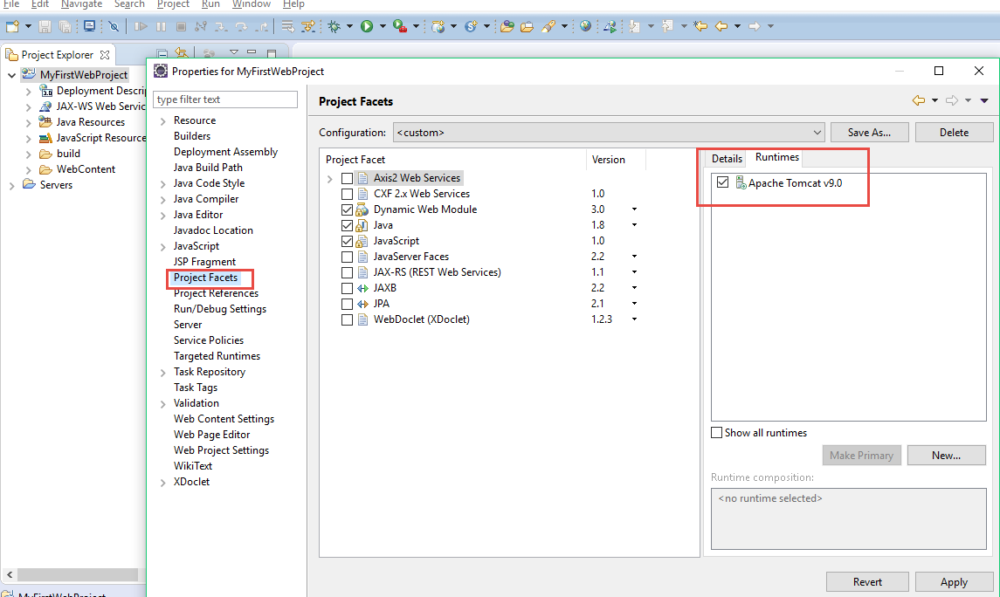 File Edit Navigate Search Project Run Window Help
Project Explorer
MyFirstWebProject
Deployment Descri
JAX-WS Web Servic
Java Resources
JavaScript Resource
build
WebContent
Servers
MyFirstWebProject
Properties for MyFirstWebProject
type filter text
Resource
Builders
Deployment Assembly
Java Build Path
Java Code Style
Java Compiler
Java Editor
Javadoc Location
JavaScript
JSP Fragment
Project Facets
Project References
Run/Debug Settings
Server
Service Policies
Targeted Runtimes
Task Repository
Task Tags
Validation
Web Content Settings
Web Page Editor
Web Project Settings
WikiText
XDoclet
Project Facets
Configuration: <custom> Save As... Delete
Project Facet Version
Axis2 Web Services
CXF 2.x Web Services 1.0
Dynamic Web Module 3.0
Java 1.8
JavaScript 1.0
JavaServer Faces 2.2
JAX-RS (REST Web Services) 1.1
JAXB 2.2
JPA 2.1
WebDoclet (XDoclet) 1.2.3
Details Runtimes
Apache Tomcat v9.0
Show all runtimes
Make Primary New...
Runtime composition:
<no runtime selected>
Revert Apply